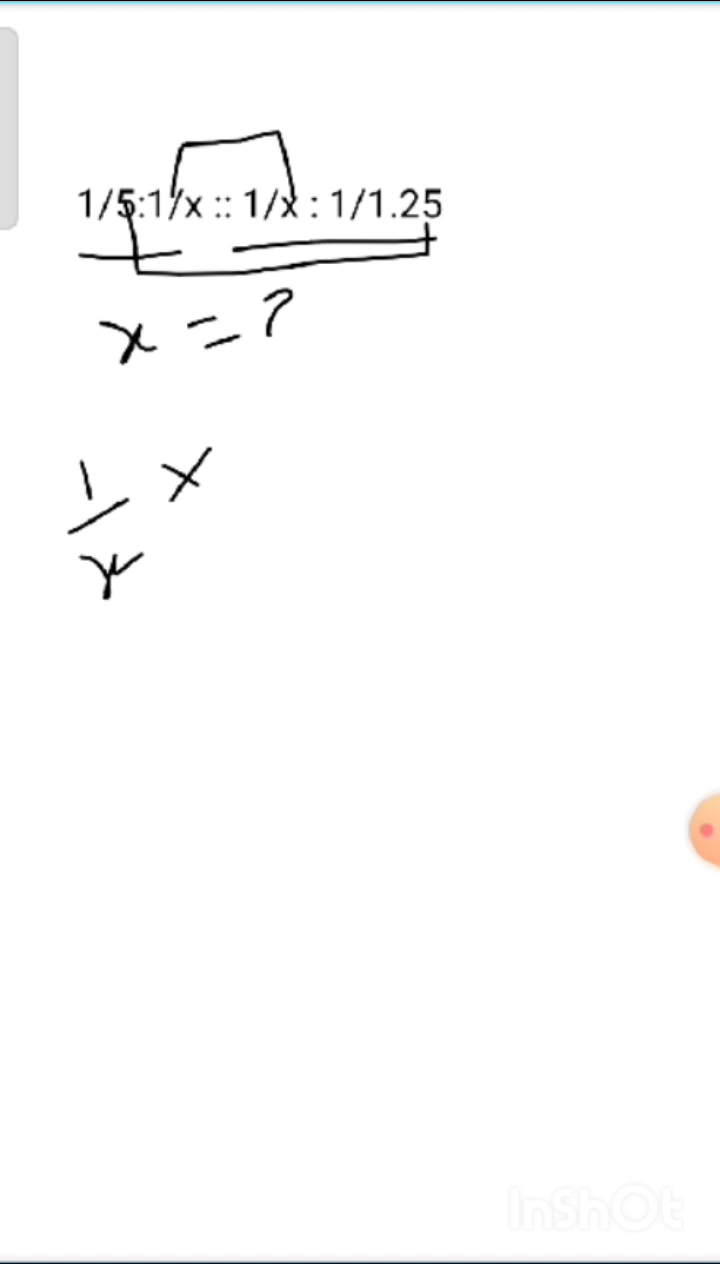 1/5:1/x :: 1/x : 1/1.25
x = ?
1/x ×
InShOt